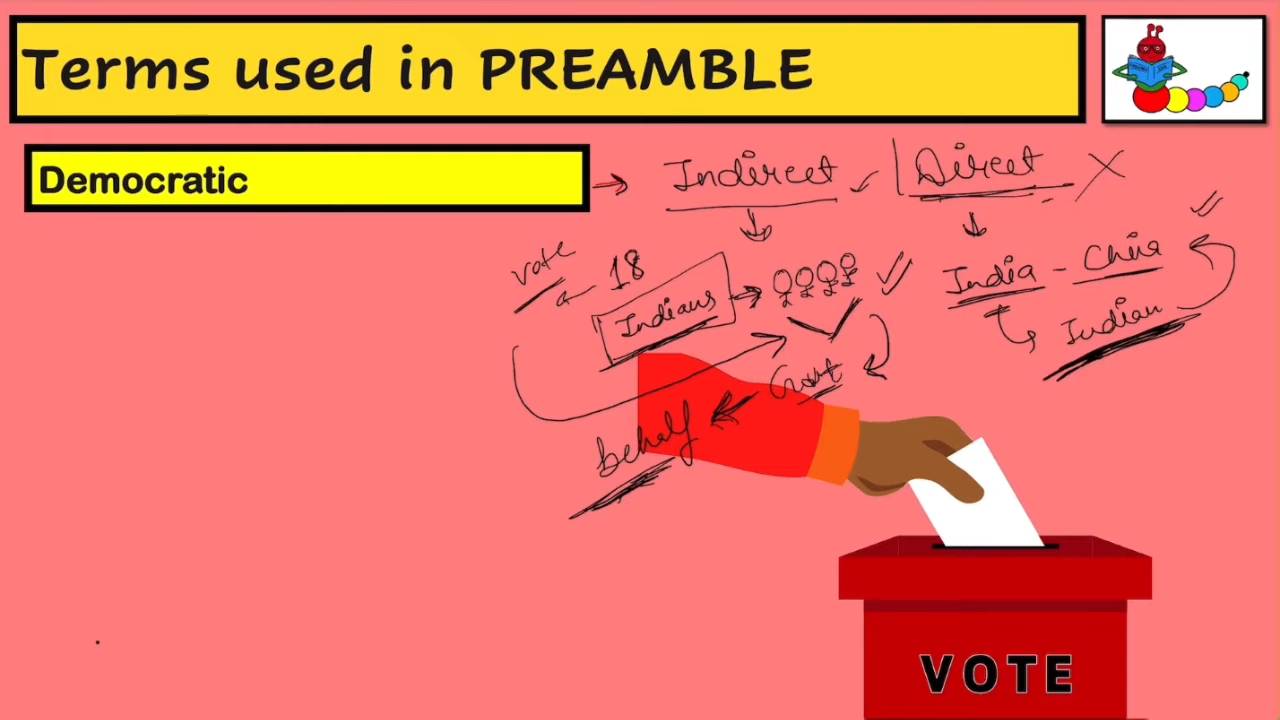 Terms used in PREAMBLE
Democratic
Indirect
Direct
vote
18
Indians
India - China
Indian
Govt
behalf
VOTE